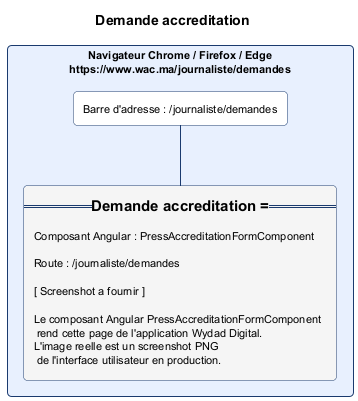 Demande accreditation
Navigateur Chrome / Firefox / Edge
https://www.wac.ma/journaliste/demandes
Barre d'adresse : /journaliste/demandes
Demande accreditation =
Composant Angular : PressAccreditationFormComponent
Route : /journaliste/demandes
[ Screenshot a fournir ]
Le composant Angular PressAccreditationFormComponent
rend cette page de l'application Wydad Digital.
L'image reelle est un screenshot PNG
de l'interface utilisateur en production.